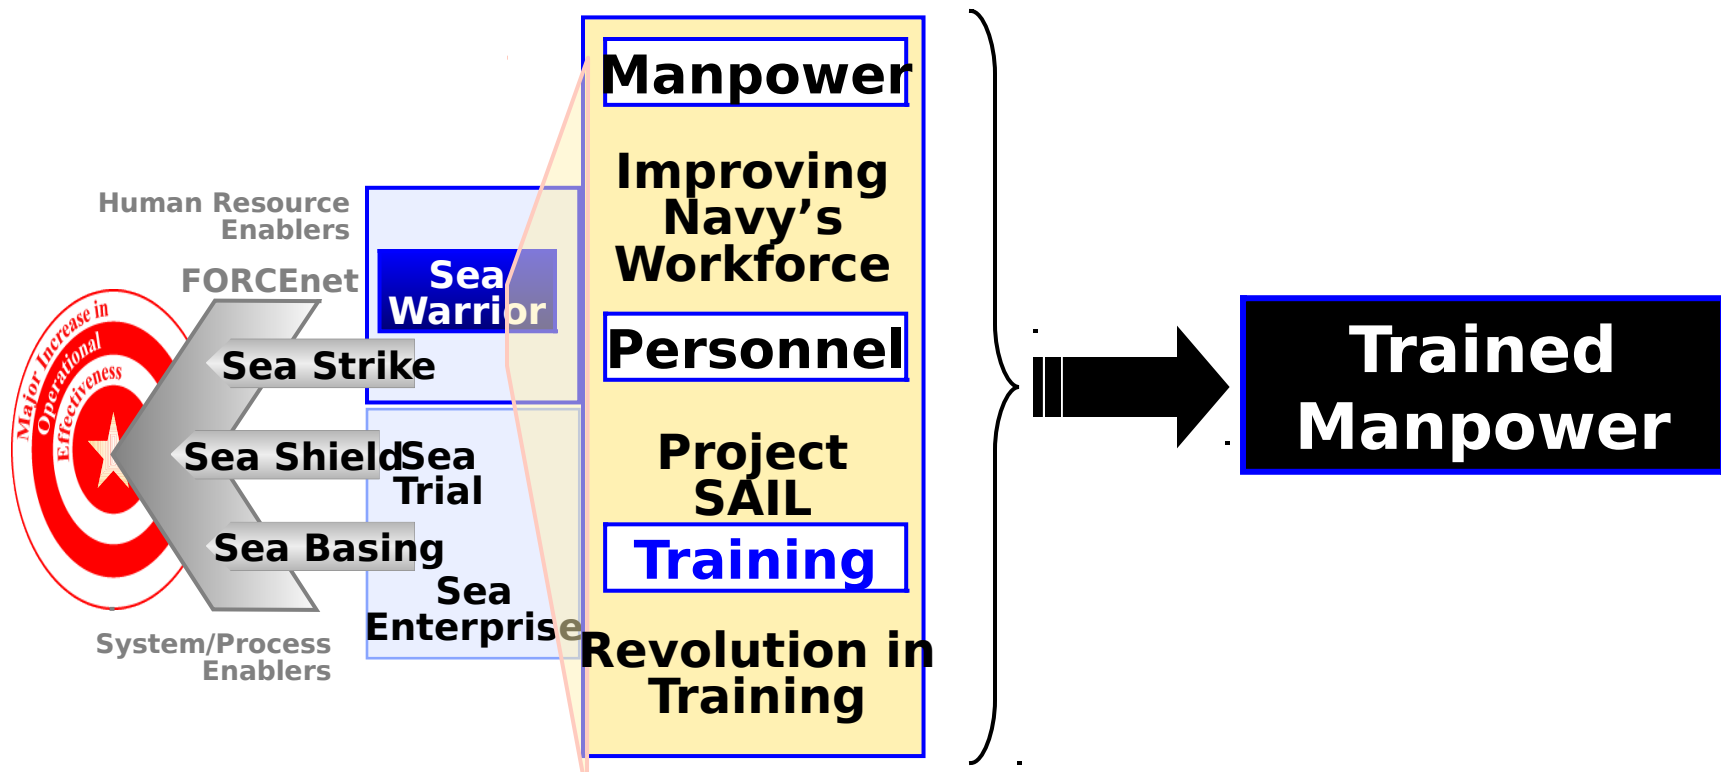 Human Resource
Enablers
FORCEnet
Major Increase in
Operational
Effectiveness
Sea Strike
Sea Shield
Sea Basing
System/Process
Enablers
Sea
Warrior
Sea
Trial
Sea
Enterprise
Manpower
Improving
Navy’s
Workforce
Personnel
Project
SAIL
Training
Revolution in
Training
Trained
Manpower